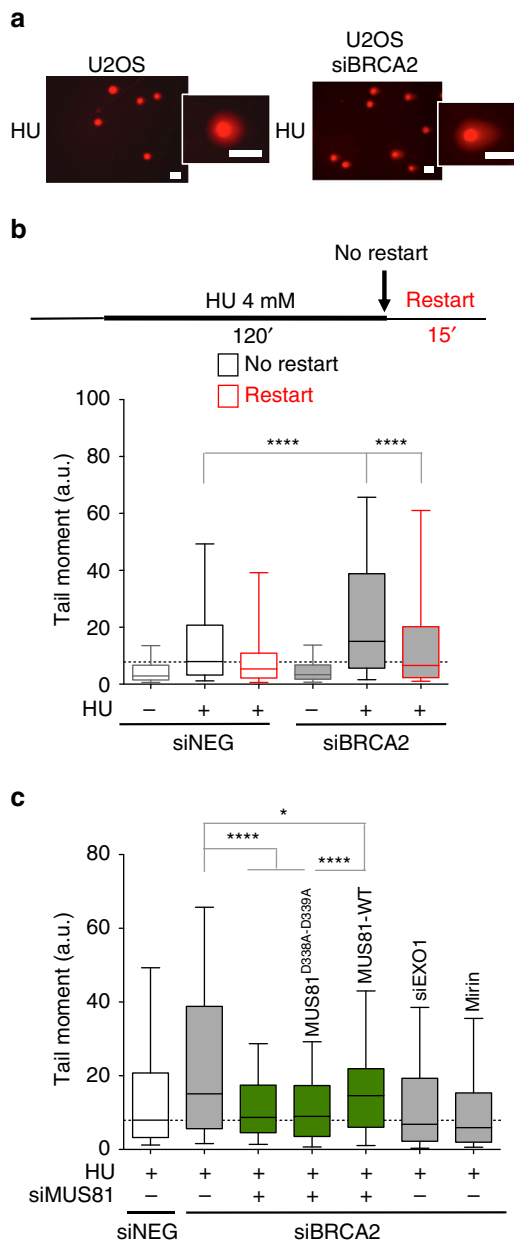 a
U2OS
U2OS
siBRCA2
HU
HU
b
No restart
HU 4 mM
Restart
120′
15′
No restart
Restart
100
80
60
40
20
0
Tail moment (a.u.)
****
****
HU
− + + − + +
siNEG
siBRCA2
c
80
60
40
20
0
Tail moment (a.u.)
*
****
****
MUS81D338A-D339A
MUS81-WT
siEXO1
Mirin
HU + + + + + + +
siMUS81 − − + + + − −
siNEG
siBRCA2